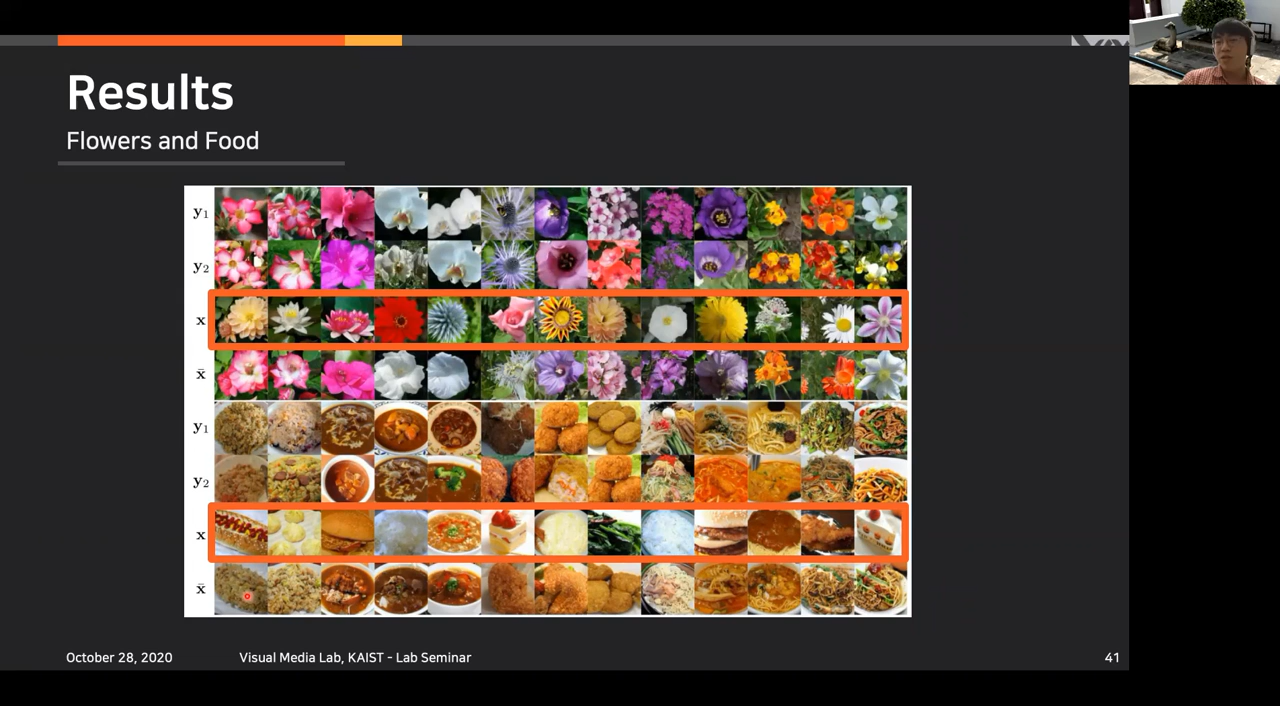 Results
Flowers and Food
y₁
y₂
x
x̄
y₁
y₂
x
x̄
October 28, 2020
Visual Media Lab, KAIST - Lab Seminar
41